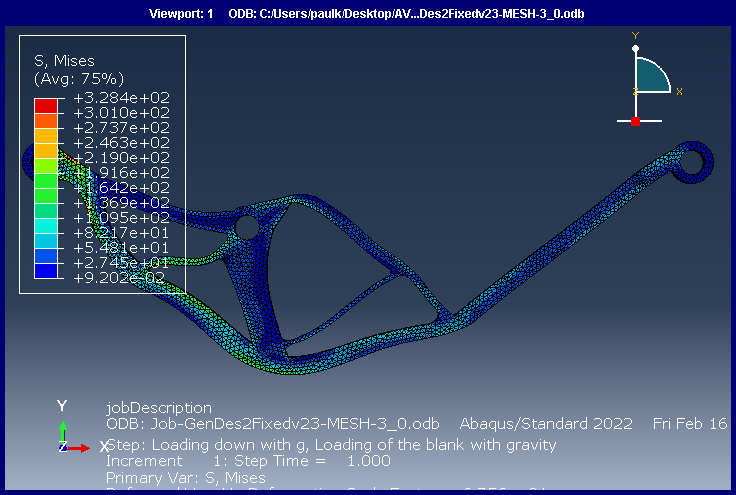 Viewport: 1 ODB: C:/Users/paulk/Desktop/AV...Des2Fixedv23-MESH-3_0.odb
S, Mises
(Avg: 75%)
+3.284e+02
+3.010e+02
+2.737e+02
+2.463e+02
+2.190e+02
+1.916e+02
+1.642e+02
+1.369e+02
+1.095e+02
+8.217e+01
+5.481e+01
+2.745e+01
+9.202e-02
Y
Z X
Y
Z X
jobDescription
ODB: Job-GenDes2Fixedv23-MESH-3_0.odb Abaqus/Standard 2022 Fri Feb 16
Step: Loading down with g, Loading of the blank with gravity
Increment 1: Step Time = 1.000
Primary Var: S, Mises